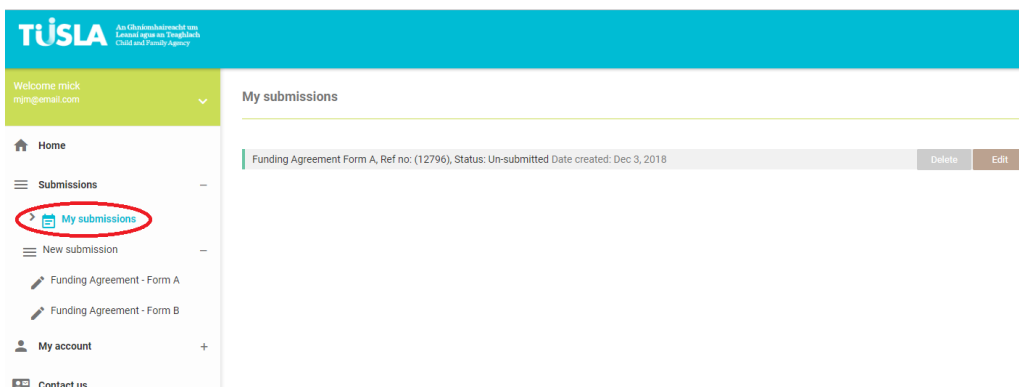 TUSLA
An Ghníomhaireacht um
Leanaí agus an Teaghlach
Child and Family Agency
Welcome mick
mjm@email.com
My submissions
Home
Funding Agreement Form A, Ref no: (12796), Status: Un-submitted Date created: Dec 3, 2018
Delete
Edit
Submissions
My submissions
New submission
Funding Agreement - Form A
Funding Agreement - Form B
My account
Contact us